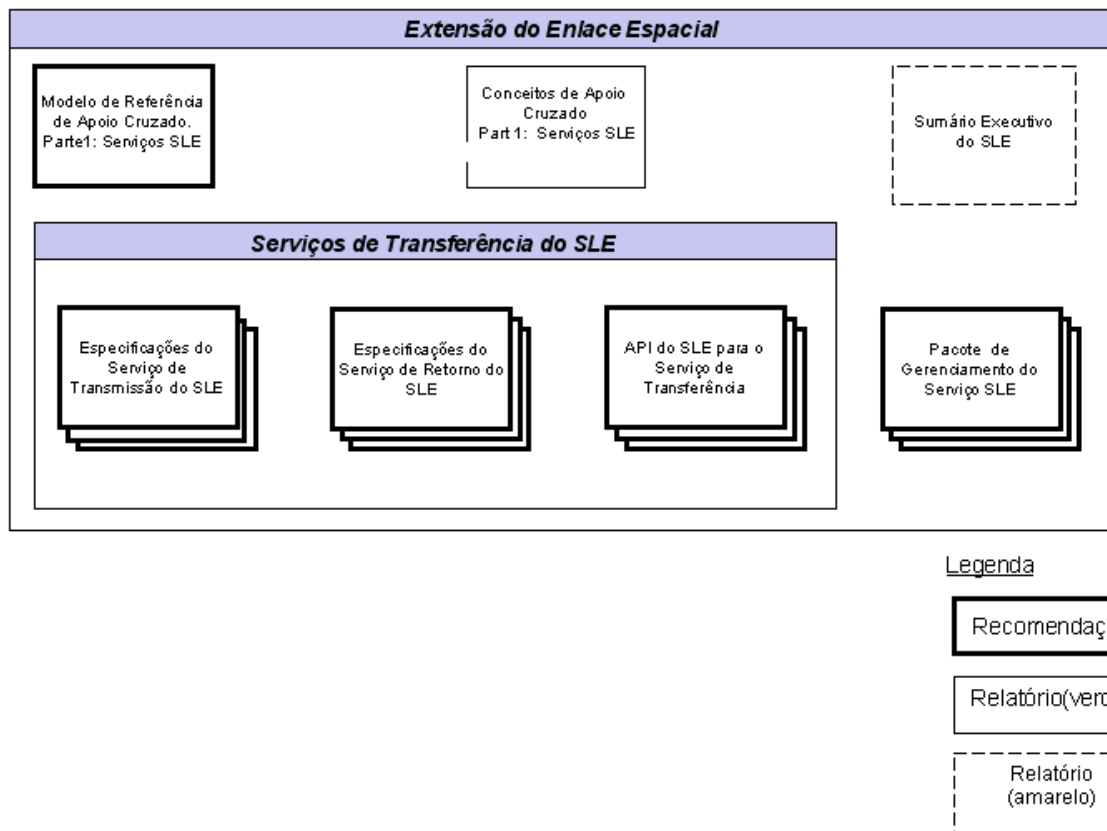 Extensão do Enlace Espacial
Modelo de Referência
de Apoio Cruzado.
Parte1: Serviços SLE
Conceitos de Apoio
Cruzado
Part 1: Serviços SLE
Sumário Executivo
do SLE
Serviços de Transferência do SLE
Especificações do
Serviço de
Transmissão do SLE
Especificações do
Serviço de Retorno do
SLE
API do SLE para o
Serviço de
Transferência
Pacote de
Gerenciamento do
Serviço SLE
Legenda
Relatório
(amarelo)